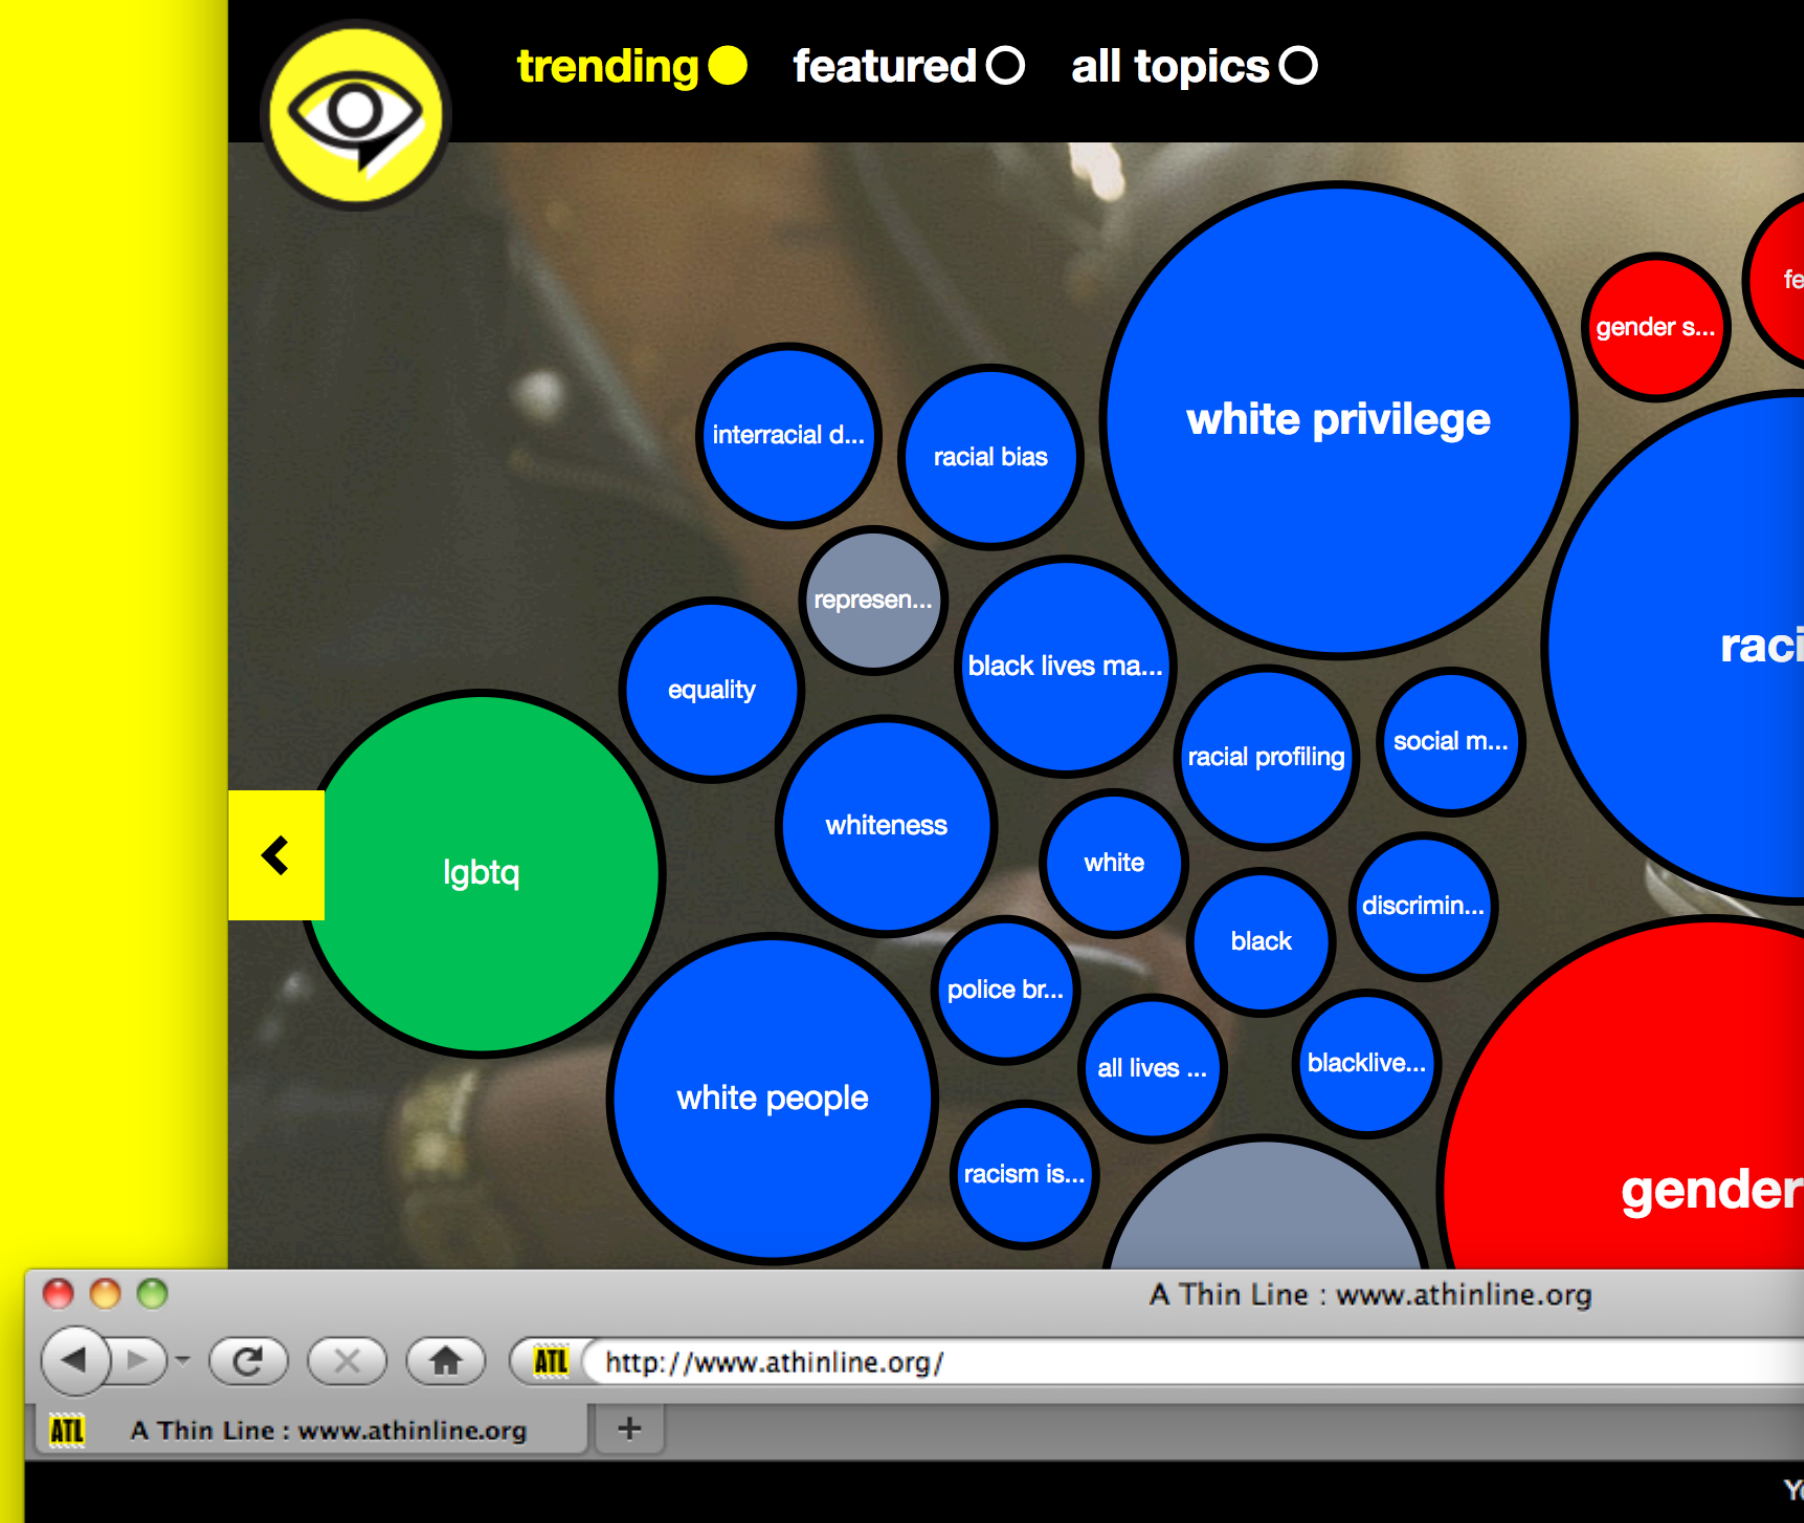 trending
featured
all topics
white privilege
gender s...
fe
interracial d...
racial bias
represen...
black lives ma...
raci
equality
racial profiling
social m...
whiteness
white
lgbtq
discrimin...
black
police br...
white people
all lives ...
blacklive...
racism is...
gender
A Thin Line : www.athinline.org
ATL
http://www.athinline.org/
ATL
A Thin Line : www.athinline.org
Yo